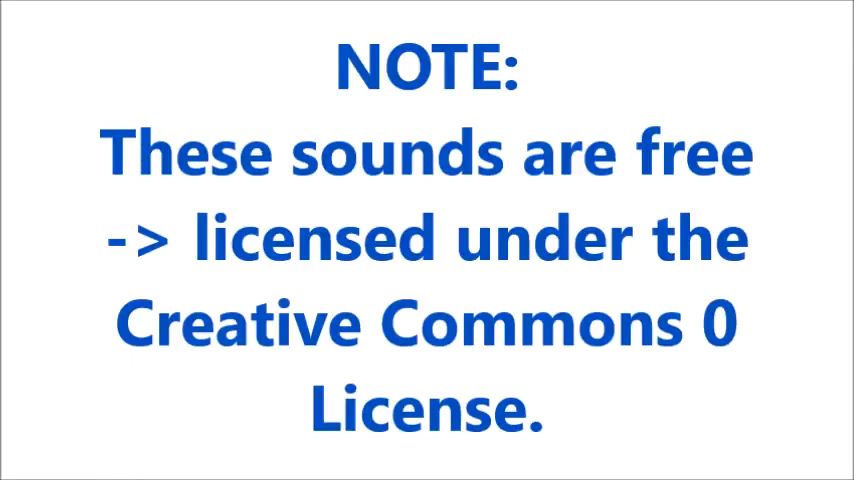 NOTE:
These sounds are free
-> licensed under the
Creative Commons 0
License.